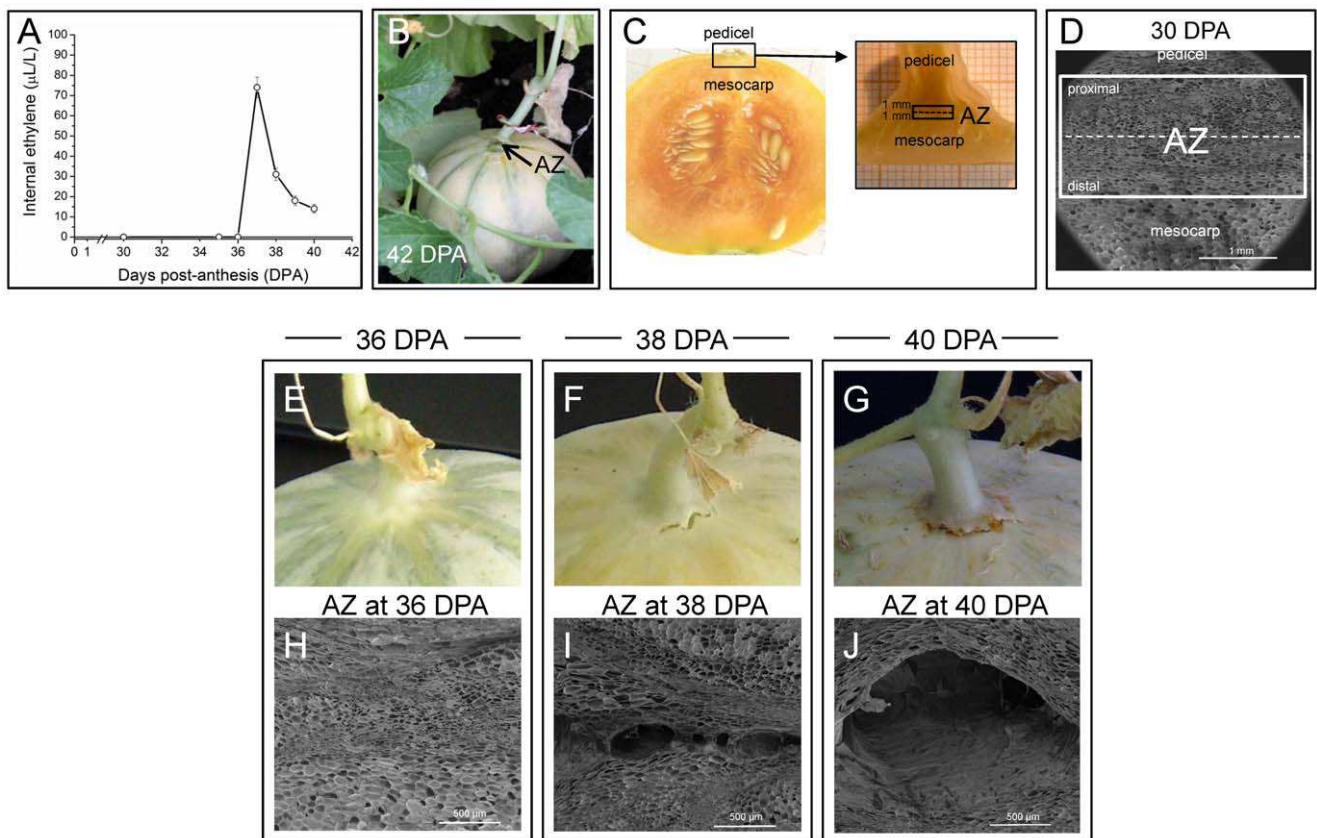 A
100
90
80
70
60
50
40
30
20
10
0
Internal ethylene (µL/L)
0 1 30 32 34 36 38 40 42
Days post-anthesis (DPA)
B
AZ
42 DPA
C
pedicel
mesocarp
pedicel
1 mm
1 mm
AZ
mesocarp
D
30 DPA
pedicel
proximal
AZ
distal
mesocarp
1 mm
36 DPA
38 DPA
40 DPA
E
F
G
AZ at 36 DPA
AZ at 38 DPA
AZ at 40 DPA
H
500 µm
I
500 µm
J
500 µm